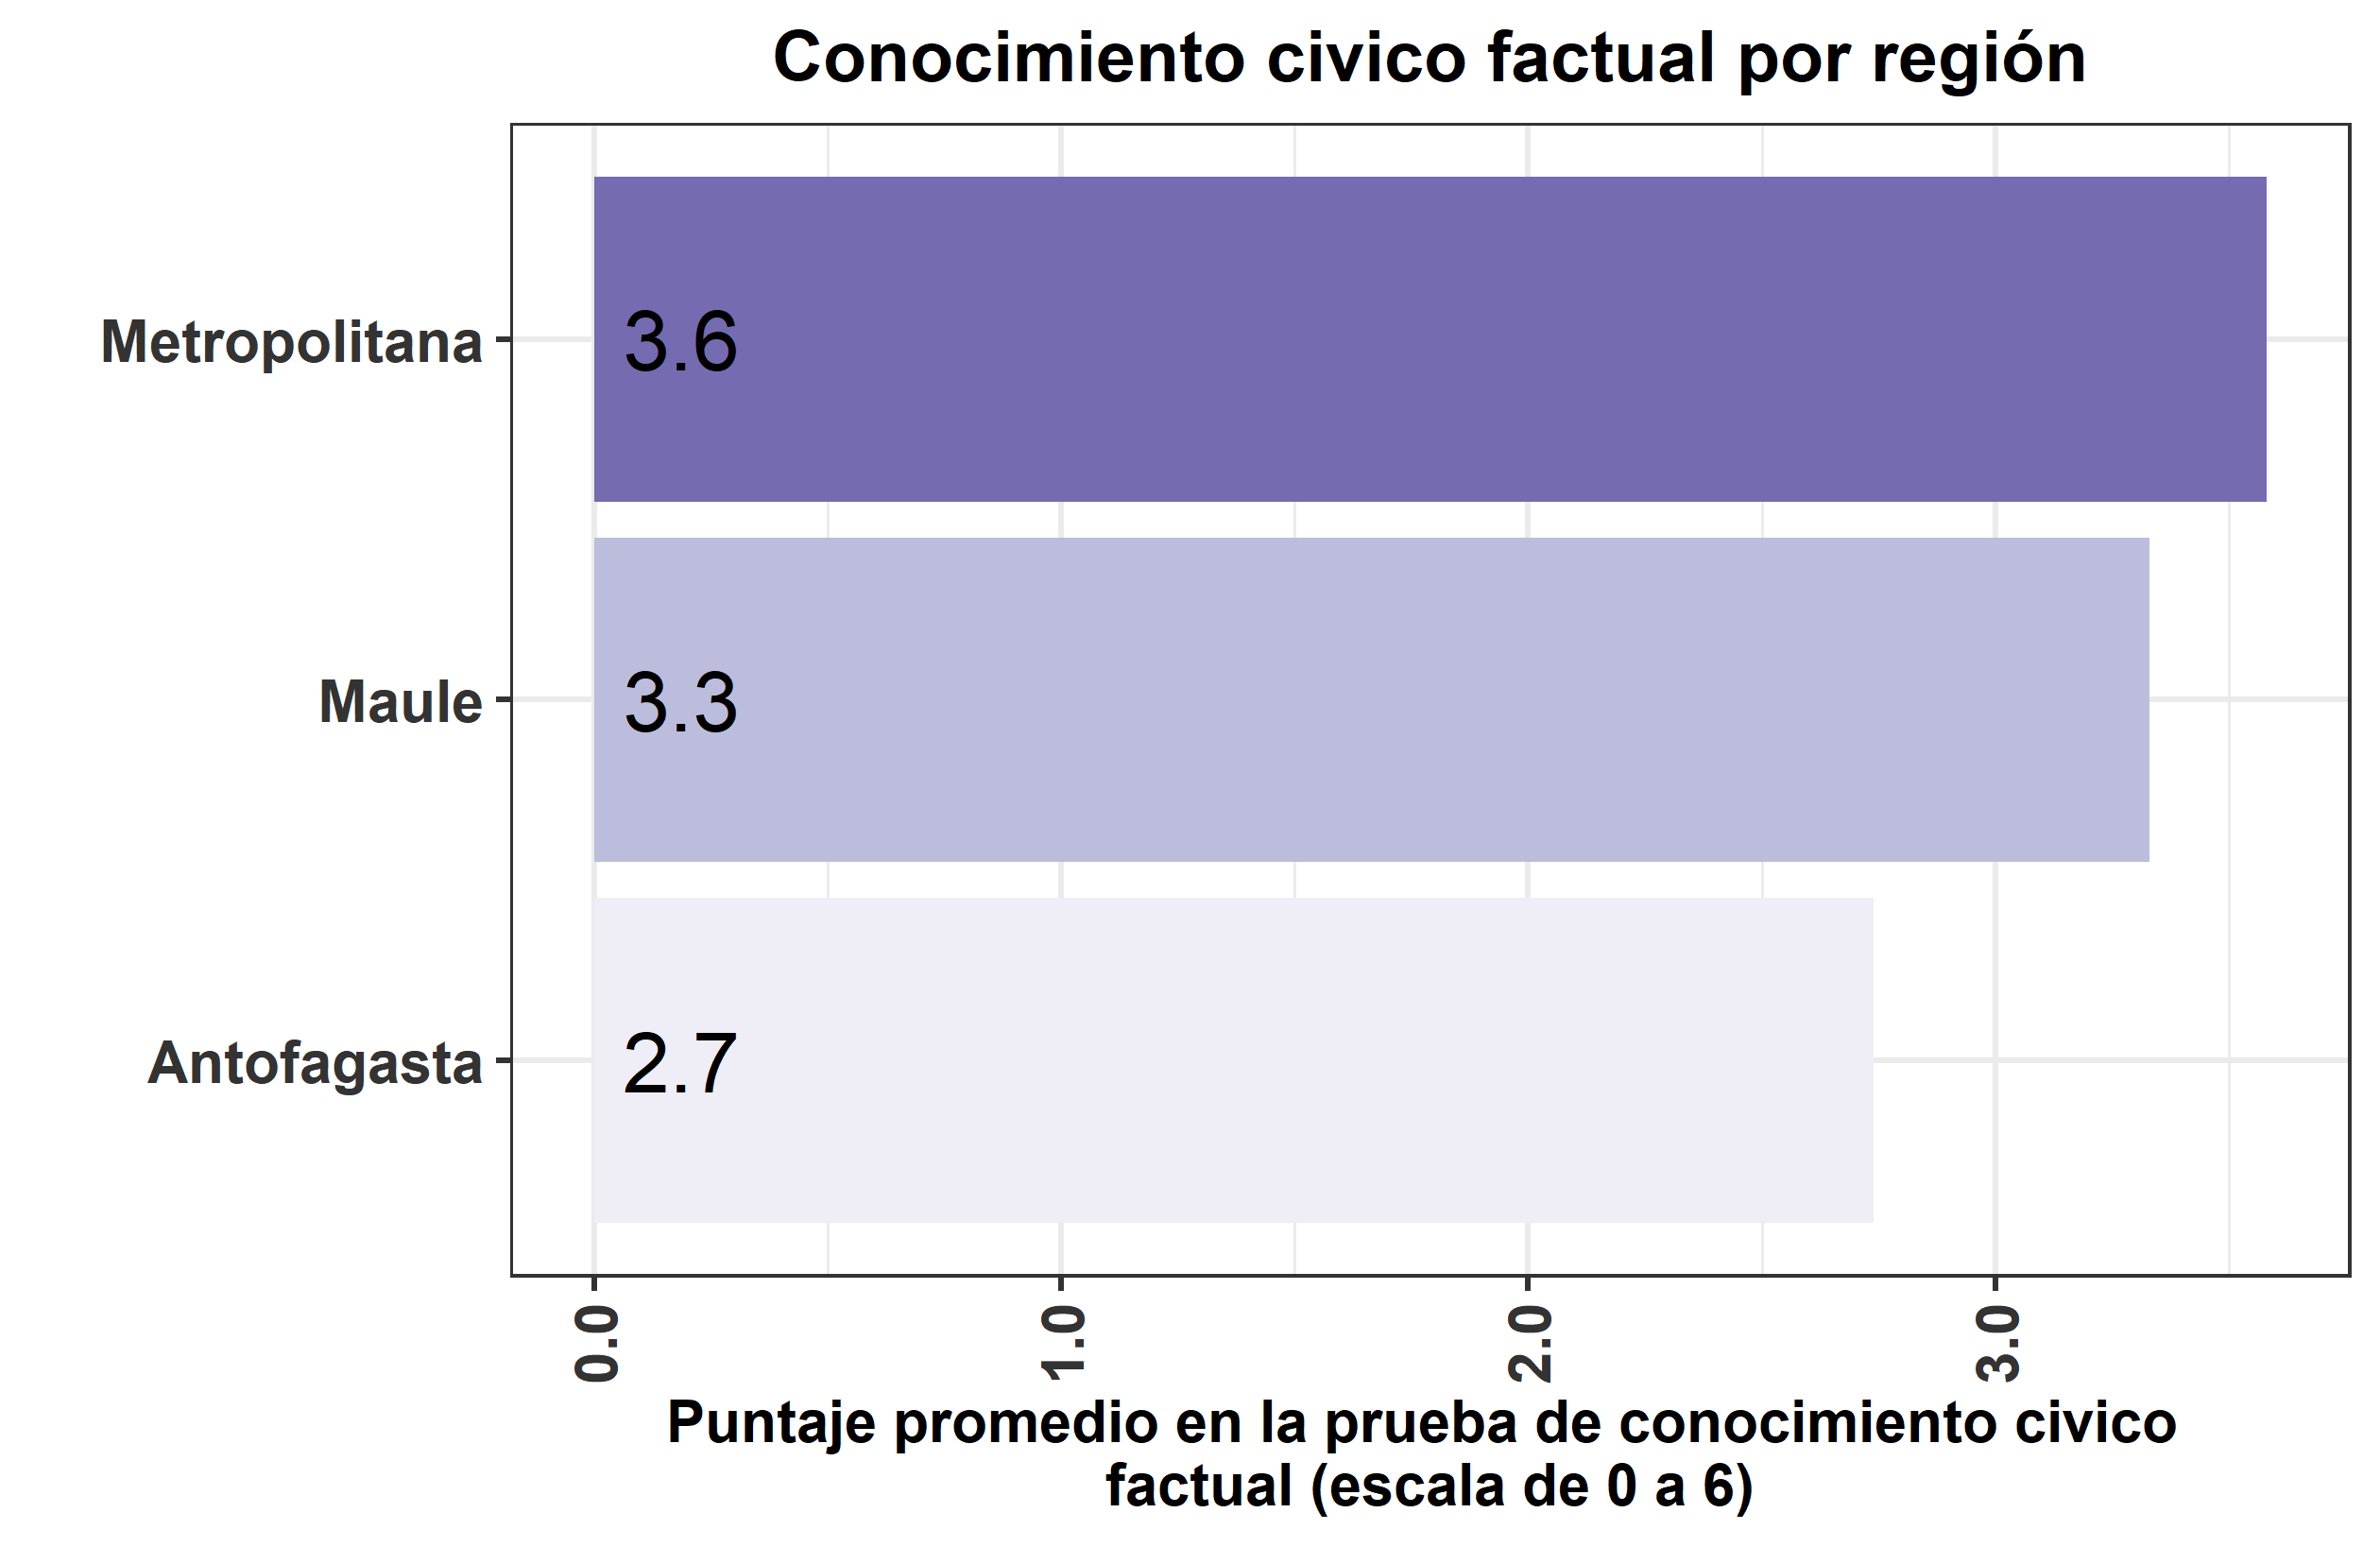 Conocimiento civico factual por región
Metropolitana
3.6
Maule
3.3
Antofagasta
2.7
0.0
1.0
2.0
3.0
Puntaje promedio en la prueba de conocimiento civico
factual (escala de 0 a 6)